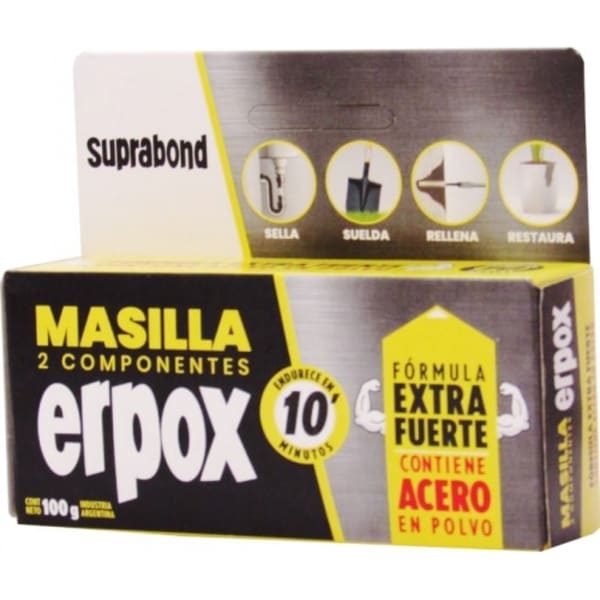 suprabond
SELLA
SUELDA
RELLENA
RESTAURA
MASILLA
2 COMPONENTES
erpox
CONT
NETO
100 g
INDUSTRIA
ARGENTINA
ENDURECE EN
10
MINUTOS
FÓRMULA
EXTRA
FUERTE
CONTIENE
ACERO
EN POLVO
MASILLA erpox
FÓRMULA EXTRA FUERTE